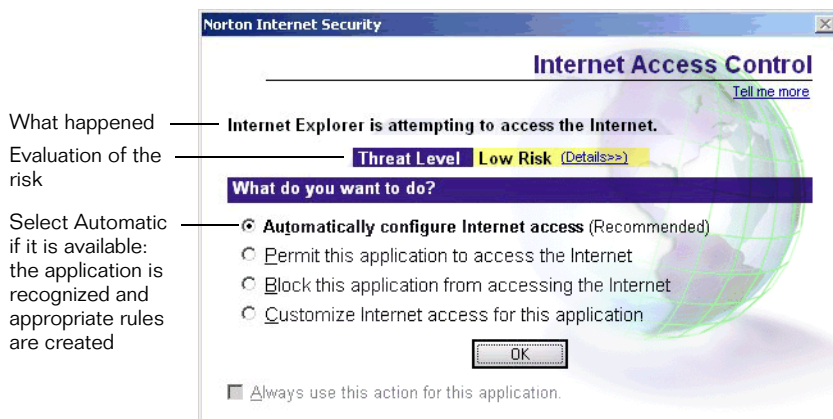 Norton Internet Security
Internet Access Control
Tell me more
What happened
Internet Explorer is attempting to access the Internet.
Evaluation of the
risk
Threat Level Low Risk (Details>>)
What do you want to do?
Select Automatic
if it is available:
the application is
recognized and
appropriate rules
are created
Automatically configure Internet access (Recommended)
Permit this application to access the Internet
Block this application from accessing the Internet
Customize Internet access for this application
OK
Always use this action for this application.